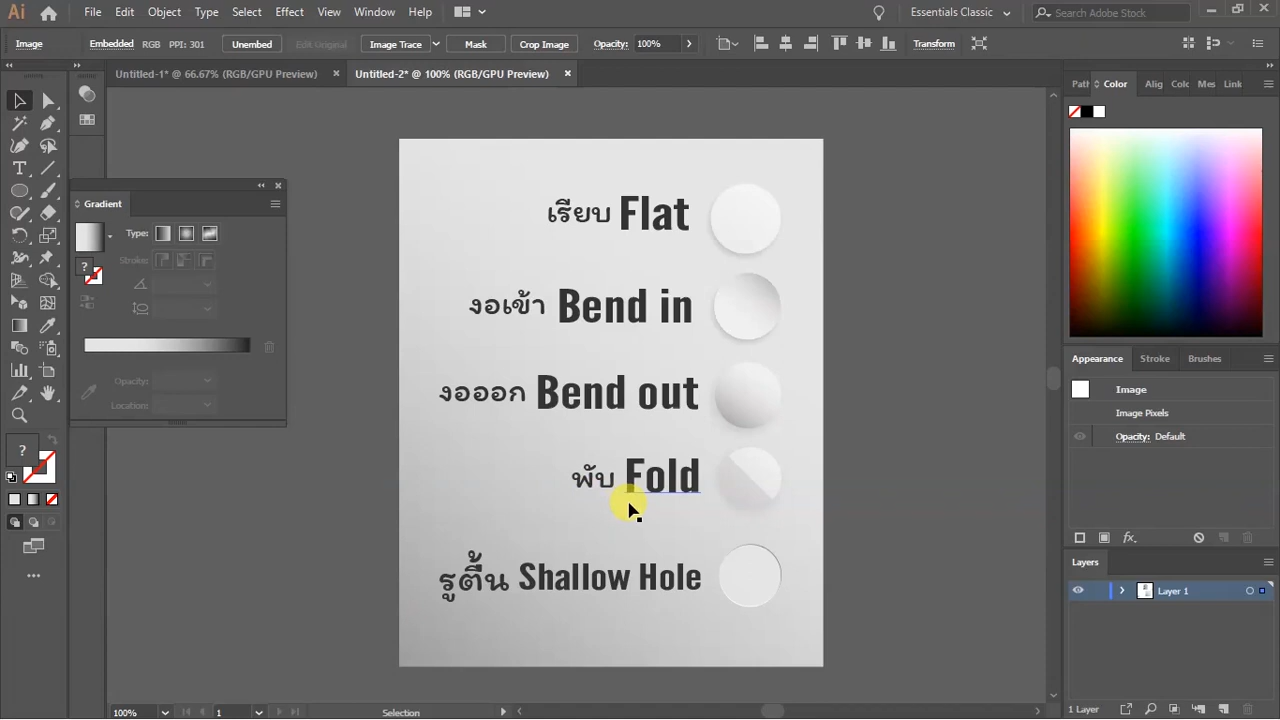 Ai File Edit Object Type Select Effect View Window Help Essentials Classic Search Adobe Stock
Image Embedded RGB PPI: 301 Unembed Edit Original Image Trace Mask Crop Image Opacity: 100% Transform
Untitled-1* @ 66.67% (RGB/GPU Preview) × Untitled-2* @ 100% (RGB/GPU Preview) ×
Path Color Alig Colc Mes Link
Gradient
Type:
Stroke:
Opacity:
Location:
เรียบ Flat
งอเข้า Bend in
งอออก Bend out
พับ Fold
รูตื้น Shallow Hole
Appearance Stroke Brushes
Image
Image Pixels
Opacity: Default
Layers
Layer 1
1 Layer
100% 1 Selection